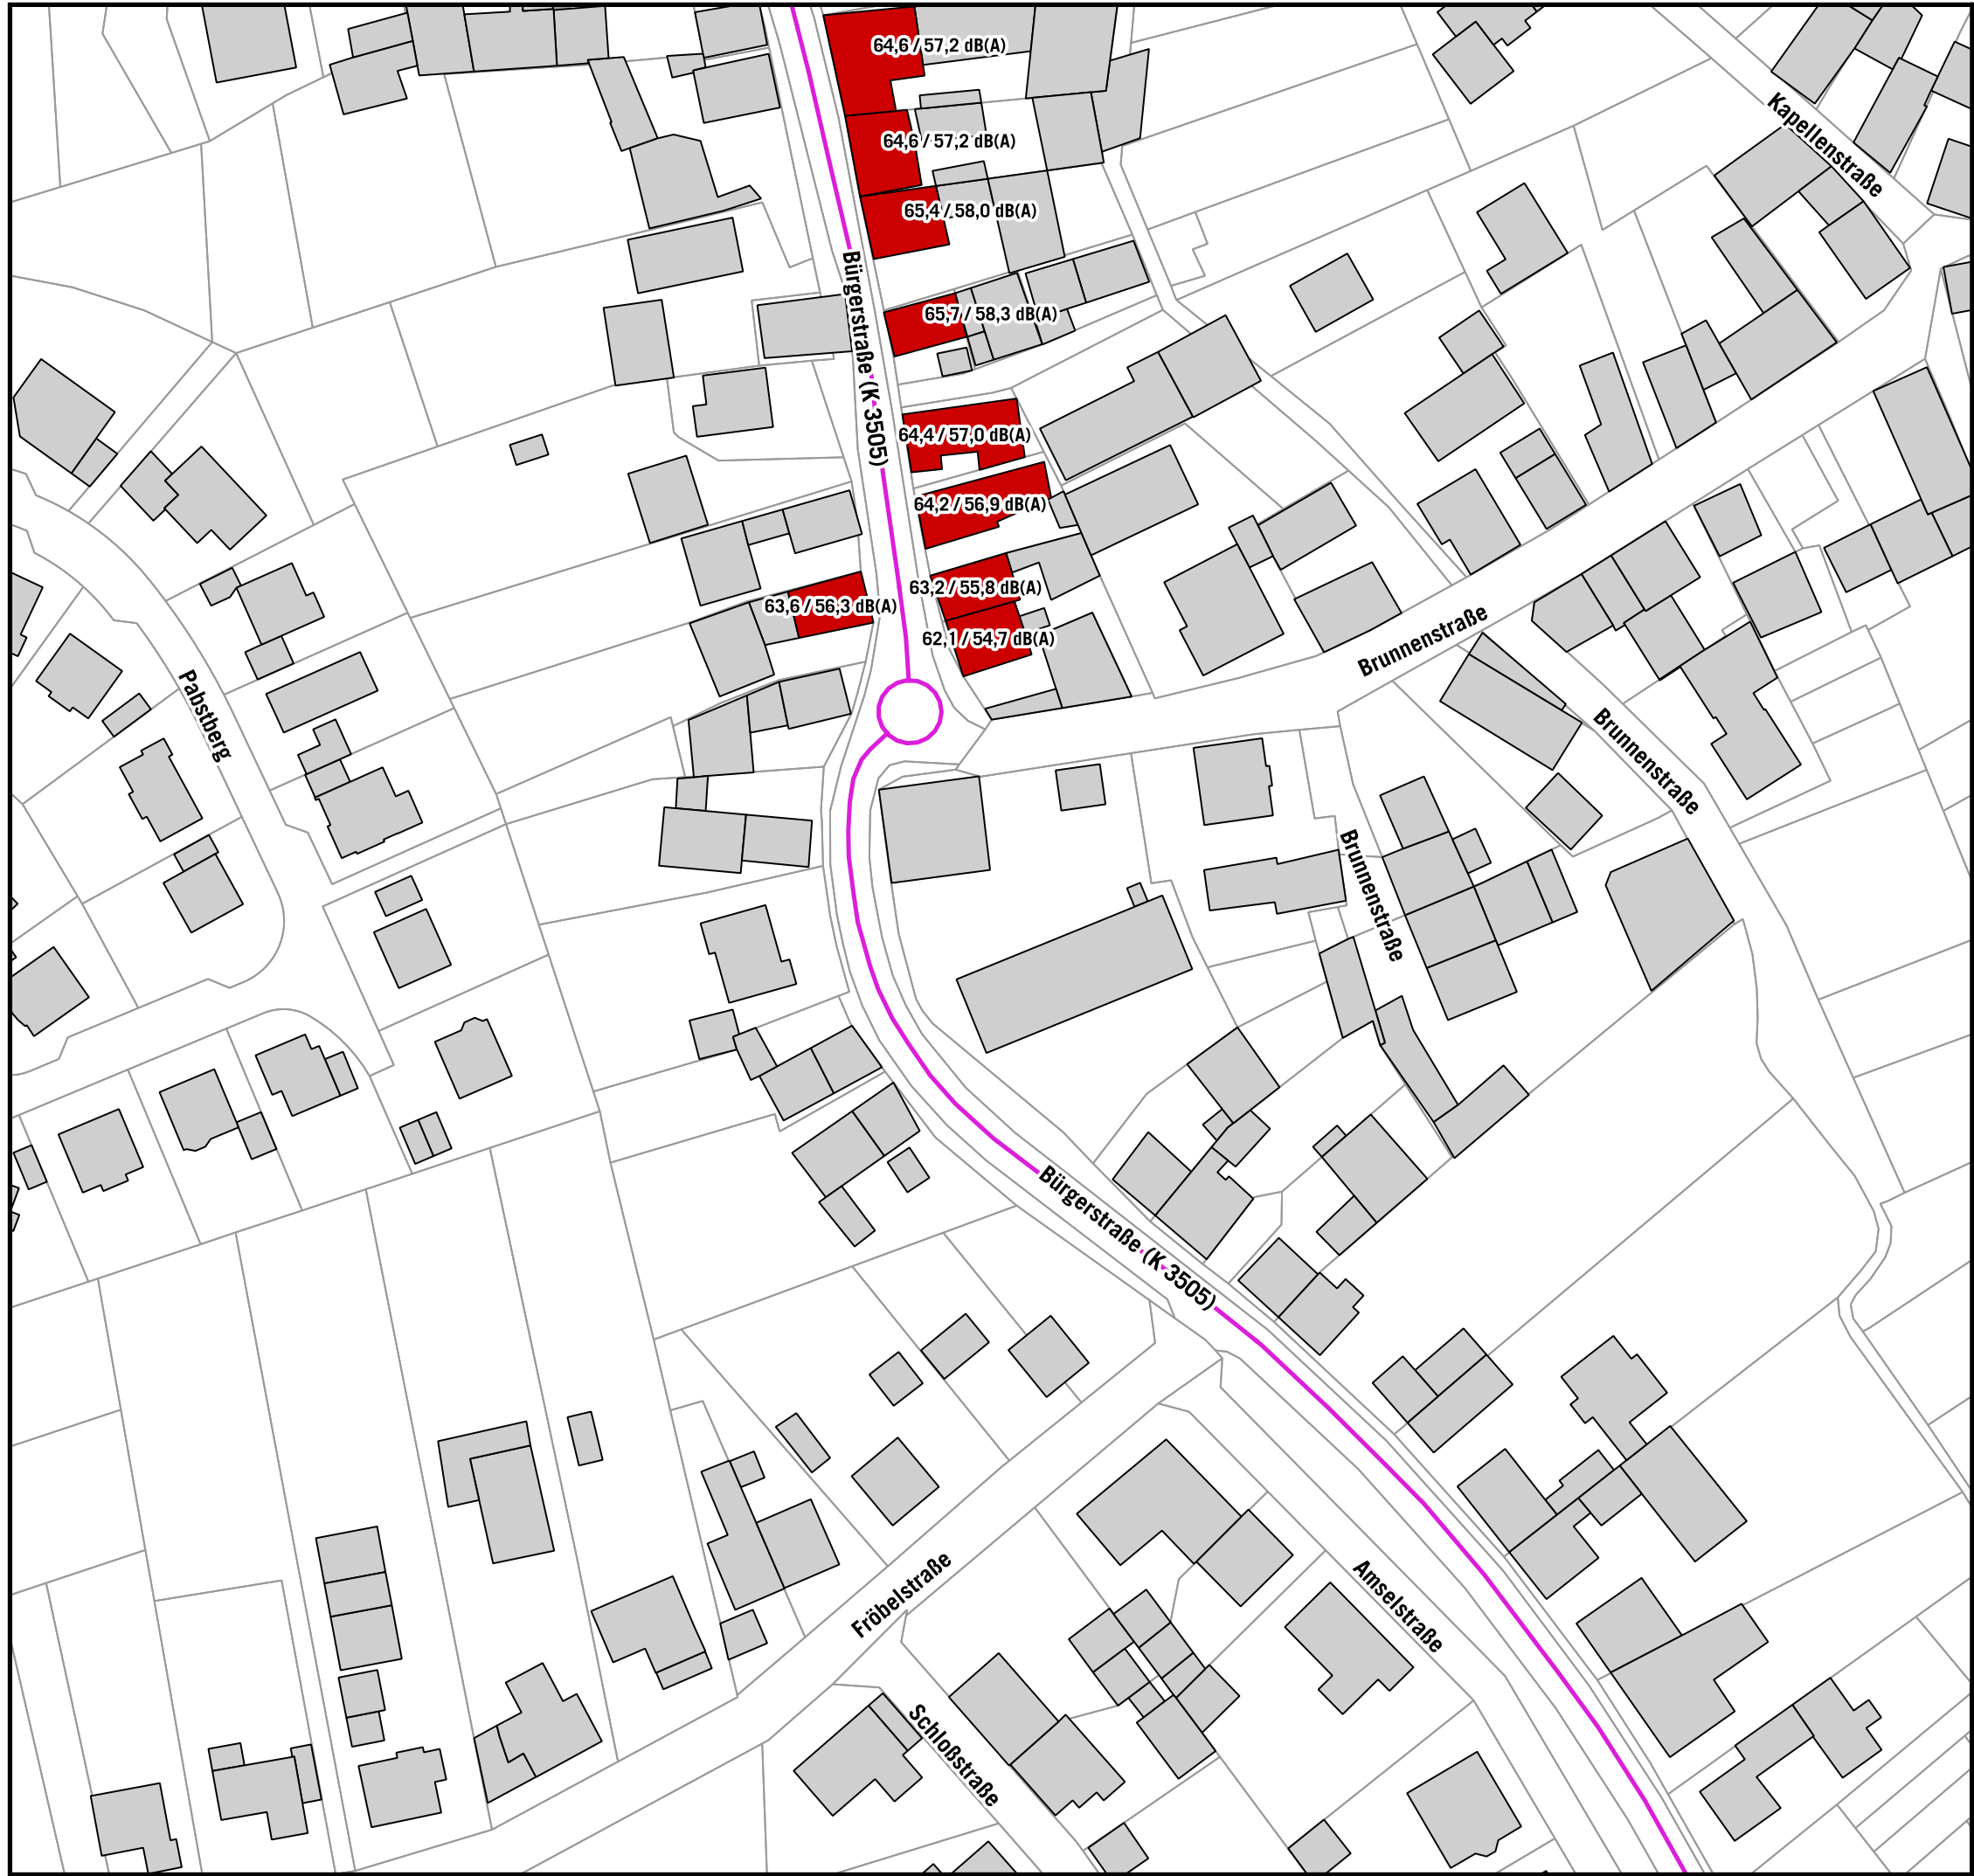 64,6 / 57,2 dB(A)
Kapellenstraße
64,6 / 57,2 dB(A)
65,4 / 58,0 dB(A)
65,7 / 58,3 dB(A)
Bürgerstraße (K 3505)
64,4 / 57,0 dB(A)
64,2 / 56,9 dB(A)
63,2 / 55,8 dB(A)
63,6 / 56,3 dB(A)
62,1 / 54,7 dB(A)
Brunnenstraße
Pabstberg
Brunnenstraße
Brunnenstraße
Bürgerstraße (K 3505)
Fröbelstraße
Amselstraße
Schloßstraße